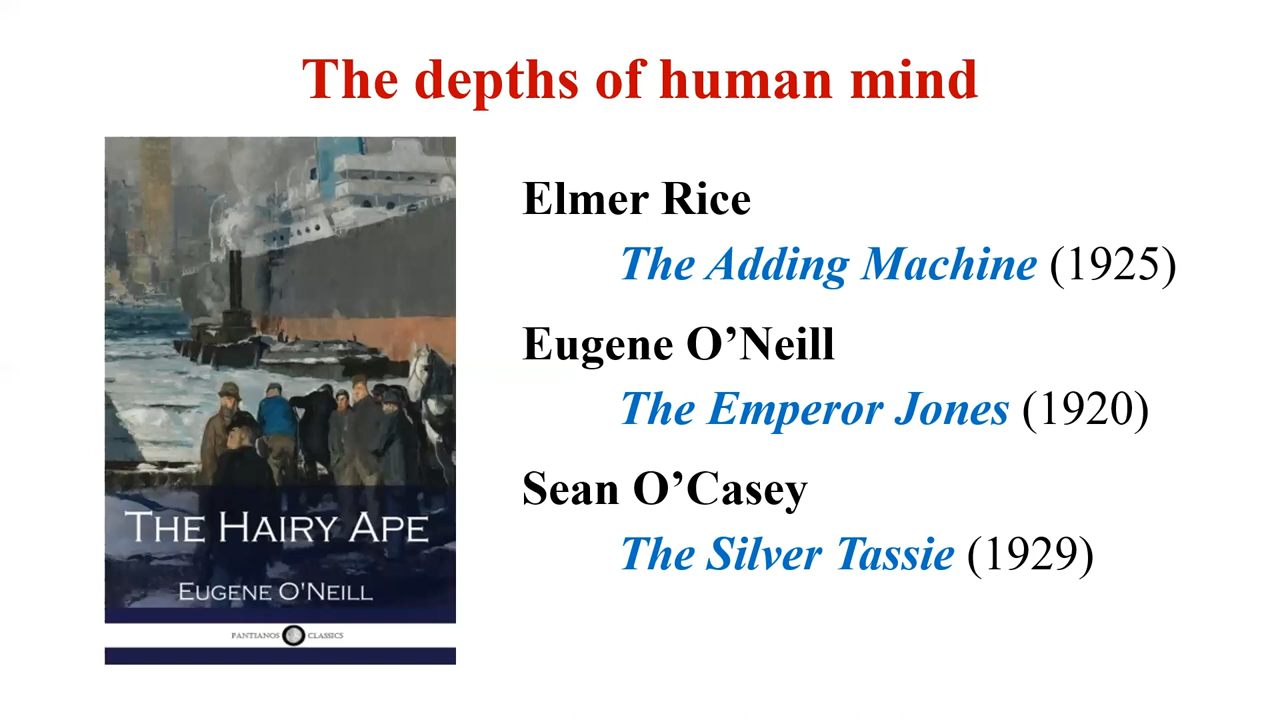 The depths of human mind
THE HAIRY APE
EUGENE O'NEILL
PANTIANOS CLASSICS
Elmer Rice
The Adding Machine (1925)
Eugene O’Neill
The Emperor Jones (1920)
Sean O’Casey
The Silver Tassie (1929)